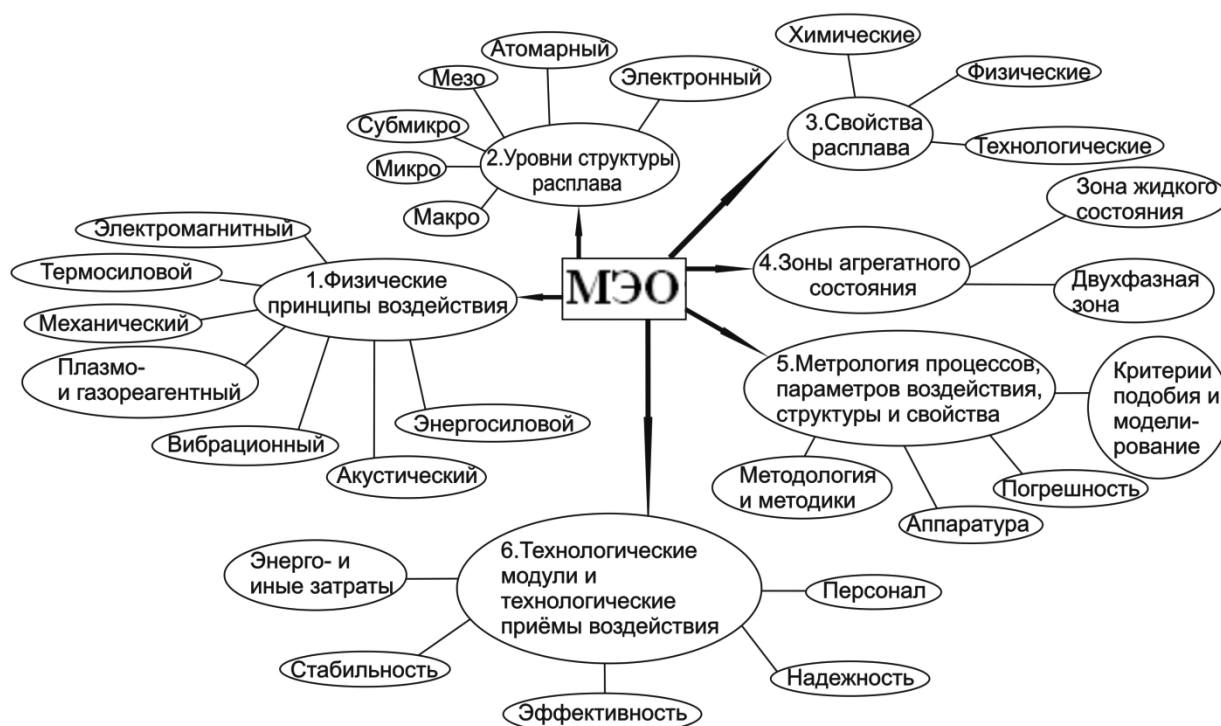 Химические
Атомарный
Мезо
Электронный
Физические
Субмикро
3.Свойства
расплава
2.Уровни структуры
расплава
Технологические
Микро
Макро
Зона жидкого
состояния
Электромагнитный
Термосиловой
1.Физические
принципы воздействия
МЭО
4.Зоны агрегатного
состояния
Двухфазная
зона
Механический
Плазмо-
и газореагентный
5.Метрология процессов,
параметров воздействия,
структуры и свойства
Критерии
подобия и
модели-
рование
Вибрационный
Энергосиловой
Акустический
Методология
и методики
Погрешность
Аппаратура
Энерго- и
иные затраты
6.Технологические
модули и
технологические
приёмы воздействия
Персонал
Стабильность
Надежность
Эффективность